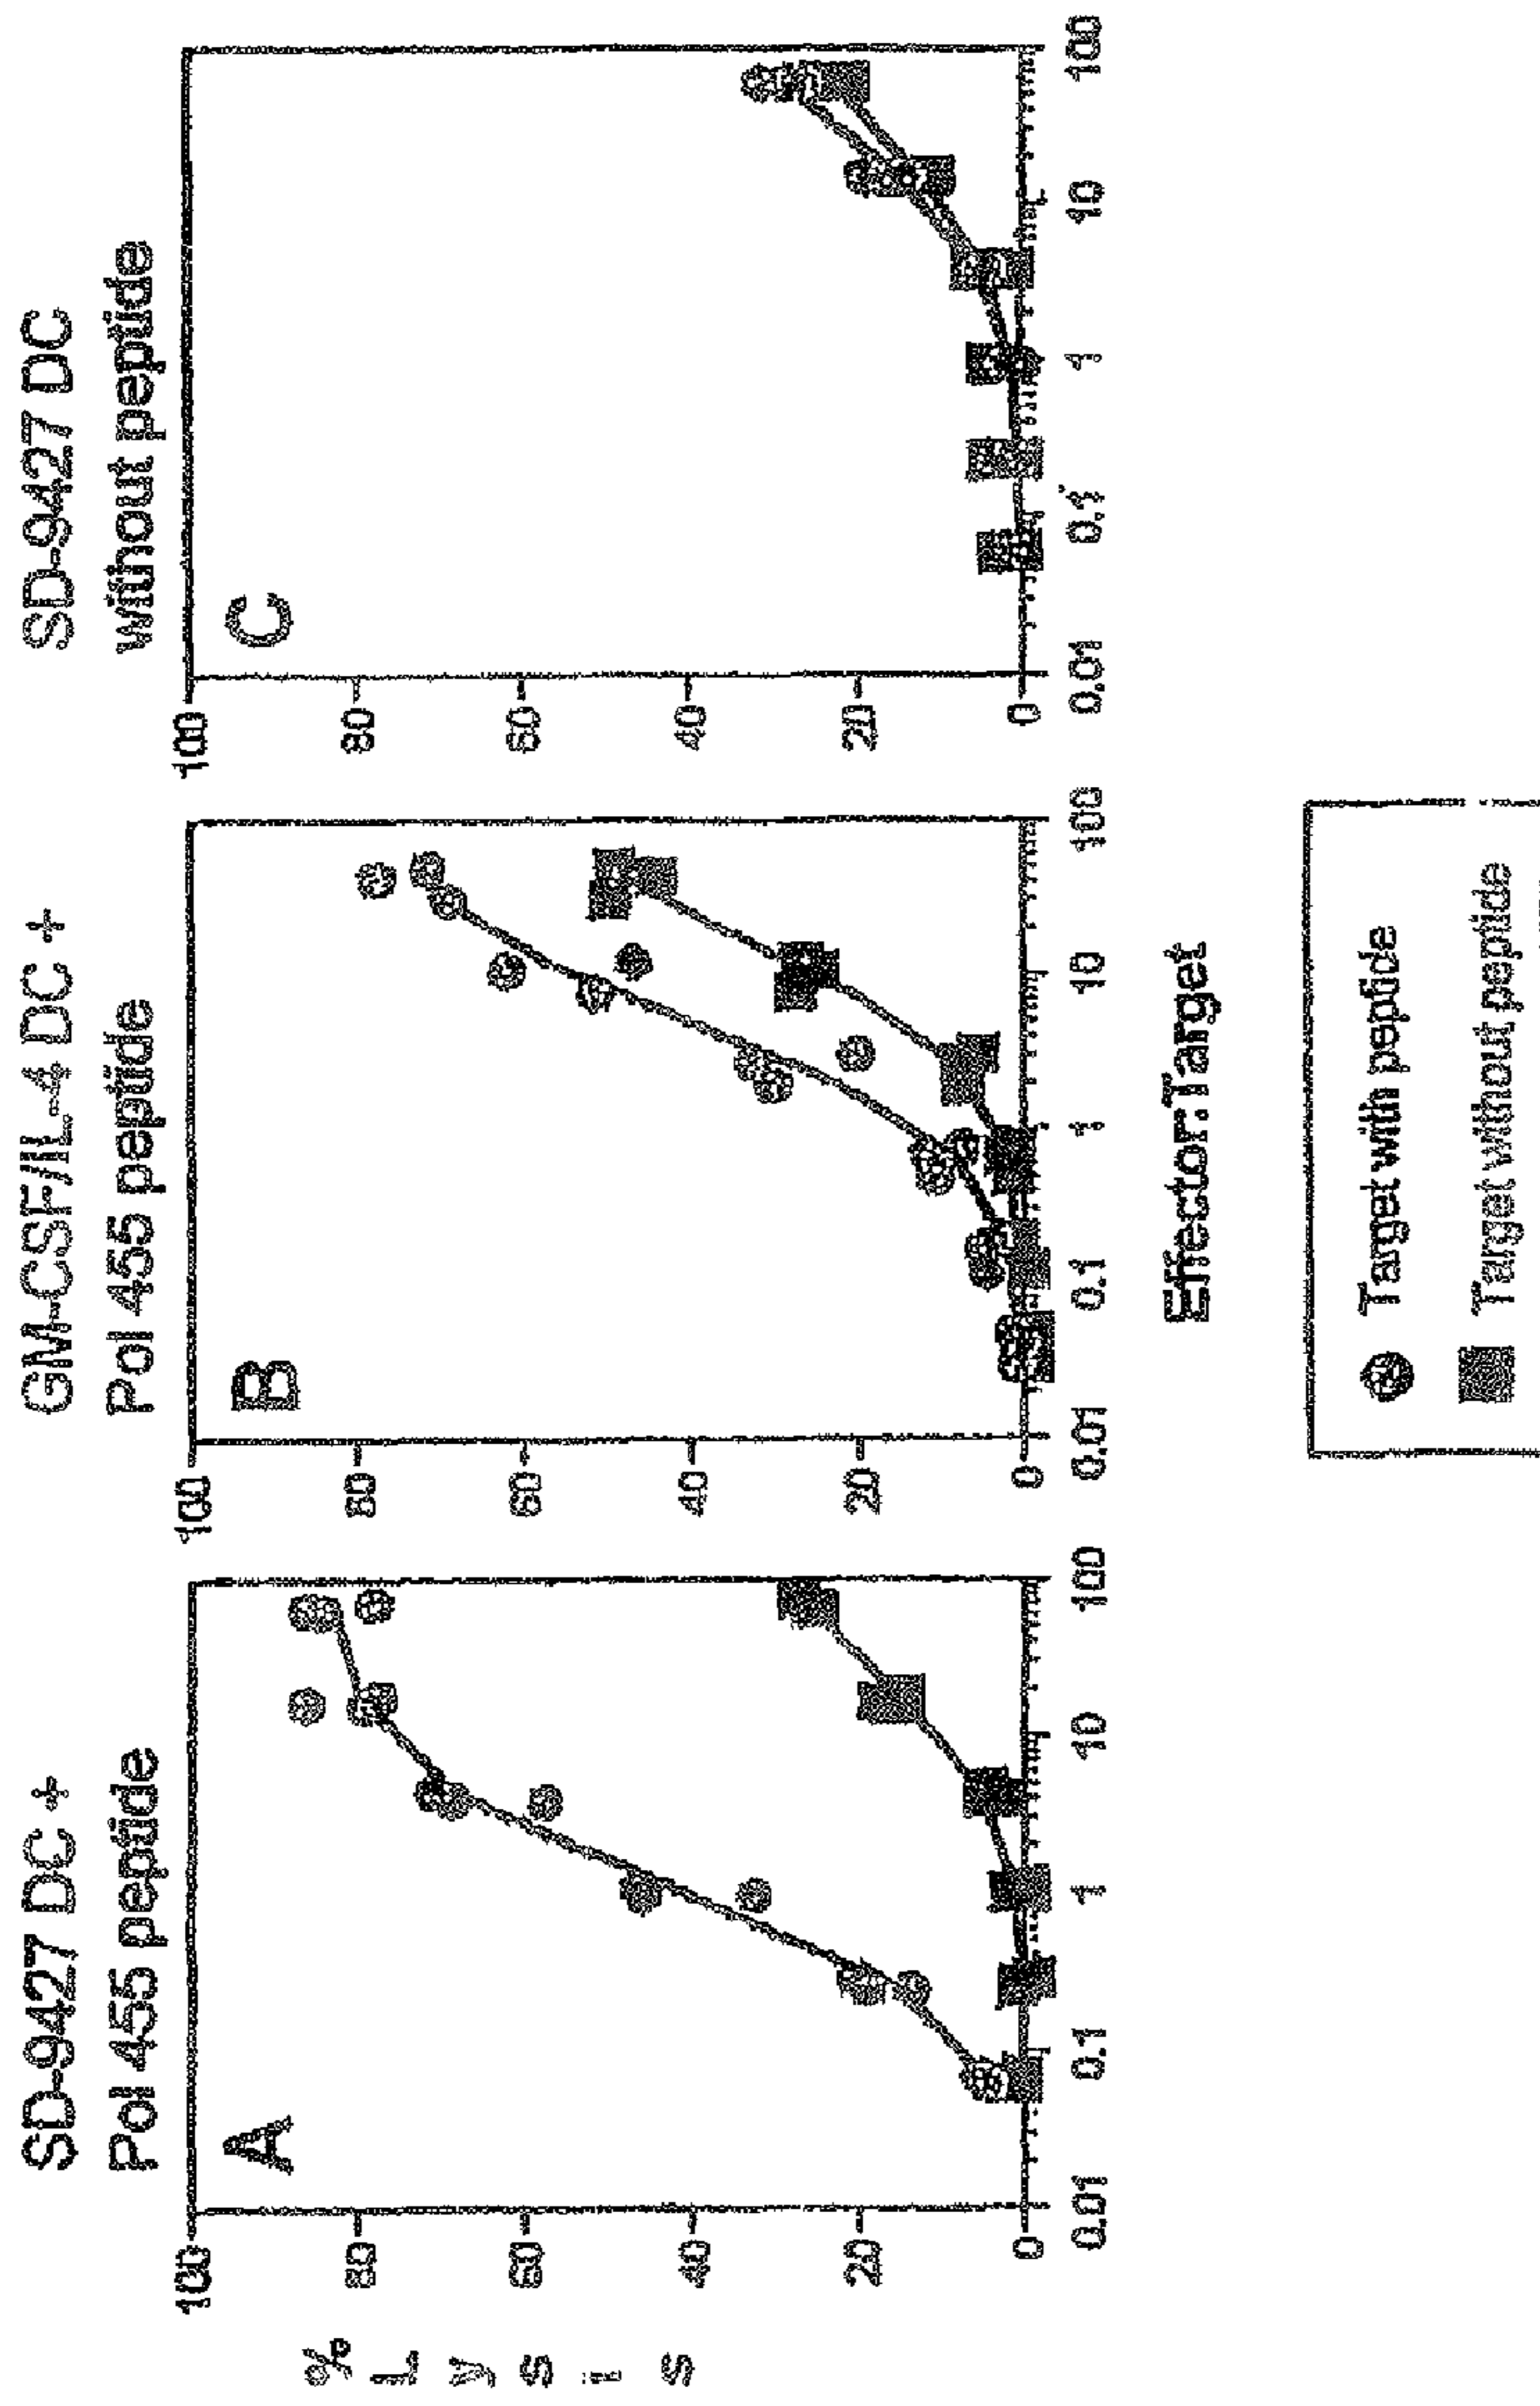 SD-9427 DC +
Pol 455 peptide
GM-CSF/IL-4 DC +
Pol 455 peptide
SD-9427 DC
without peptide
% Lysis
A
100
80
60
40
20
0
0.01
0.1
1
10
100
B
100
80
60
40
20
0
0.01
0.1
1
10
100
C
100
80
60
40
20
0
0.01
0.1
1
10
100
Effector:Target
Target with peptide
Target without peptide